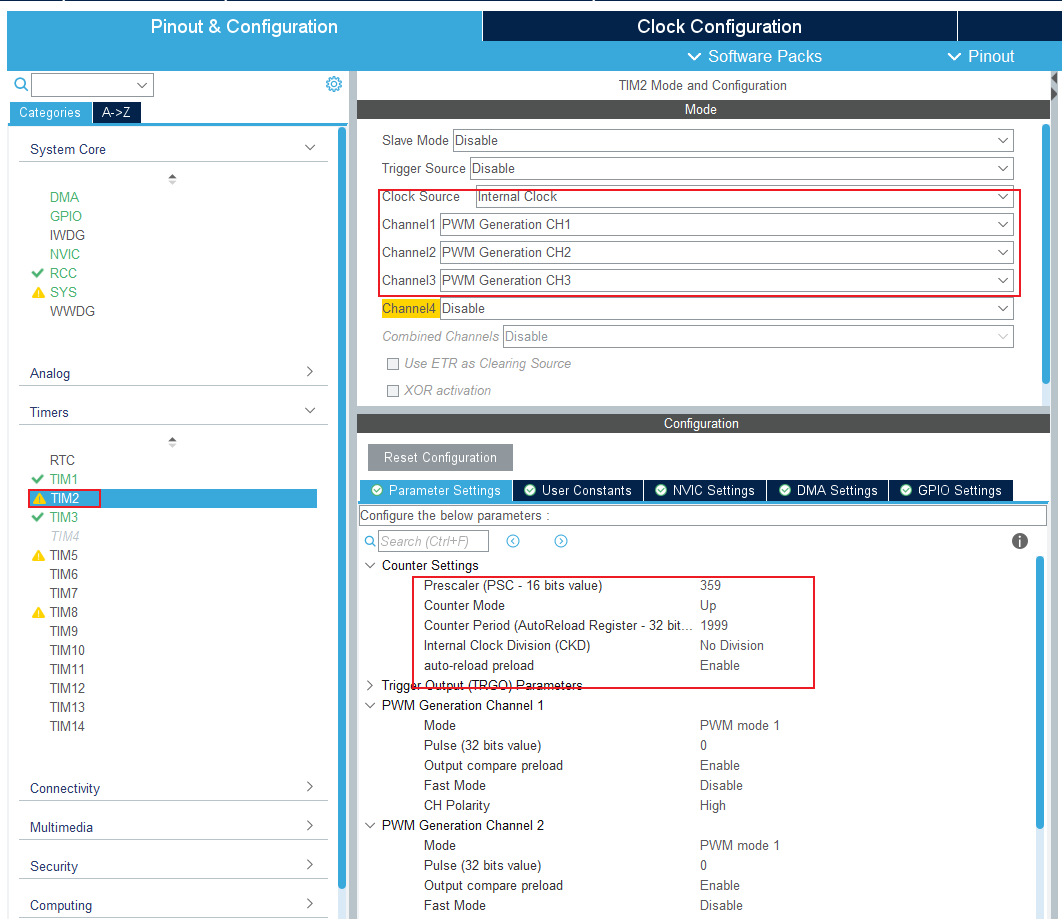 Pinout & Configuration
Clock Configuration
Software Packs
Pinout
Categories
A->Z
System Core
DMA
GPIO
IWDG
NVIC
RCC
SYS
WWDG
Analog
Timers
RTC
TIM1
TIM2
TIM3
TIM4
TIM5
TIM6
TIM7
TIM8
TIM9
TIM10
TIM11
TIM12
TIM13
TIM14
Connectivity
Multimedia
Security
Computing
TIM2 Mode and Configuration
Mode
Slave Mode Disable
Trigger Source Disable
Clock Source Internal Clock
Channel1 PWM Generation CH1
Channel2 PWM Generation CH2
Channel3 PWM Generation CH3
Channel4 Disable
Combined Channels Disable
Use ETR as Clearing Source
XOR activation
Configuration
Reset Configuration
Parameter Settings User Constants NVIC Settings DMA Settings GPIO Settings
Configure the below parameters :
Search (Ctrl+F)
Counter Settings
Prescaler (PSC - 16 bits value) 359
Counter Mode Up
Counter Period (AutoReload Register - 32 bit... 1999
Internal Clock Division (CKD) No Division
auto-reload preload Enable
Trigger Output (TRGO) Parameters
PWM Generation Channel 1
Mode PWM mode 1
Pulse (32 bits value) 0
Output compare preload Enable
Fast Mode Disable
CH Polarity High
PWM Generation Channel 2
Mode PWM mode 1
Pulse (32 bits value) 0
Output compare preload Enable
Fast Mode Disable